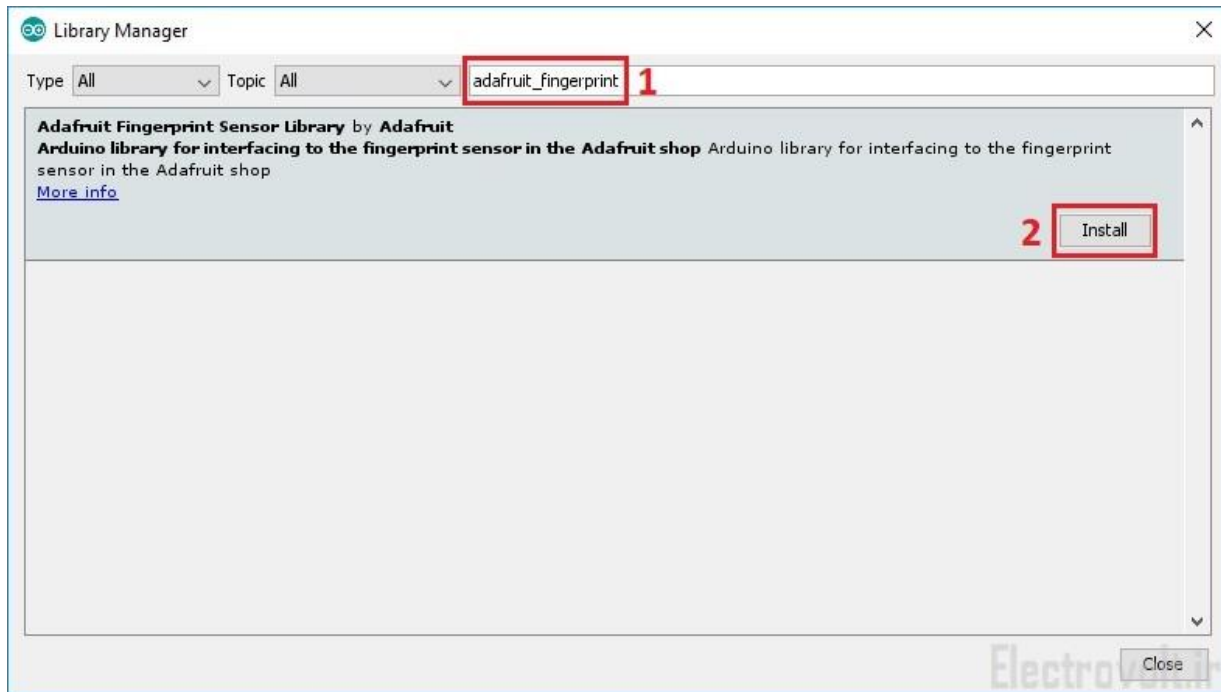 Library Manager
Type All Topic All adafruit_fingerprint 1
Adafruit Fingerprint Sensor Library by Adafruit
Arduino library for interfacing to the fingerprint sensor in the Adafruit shop Arduino library for interfacing to the fingerprint
sensor in the Adafruit shop
More info
2 Install
Close